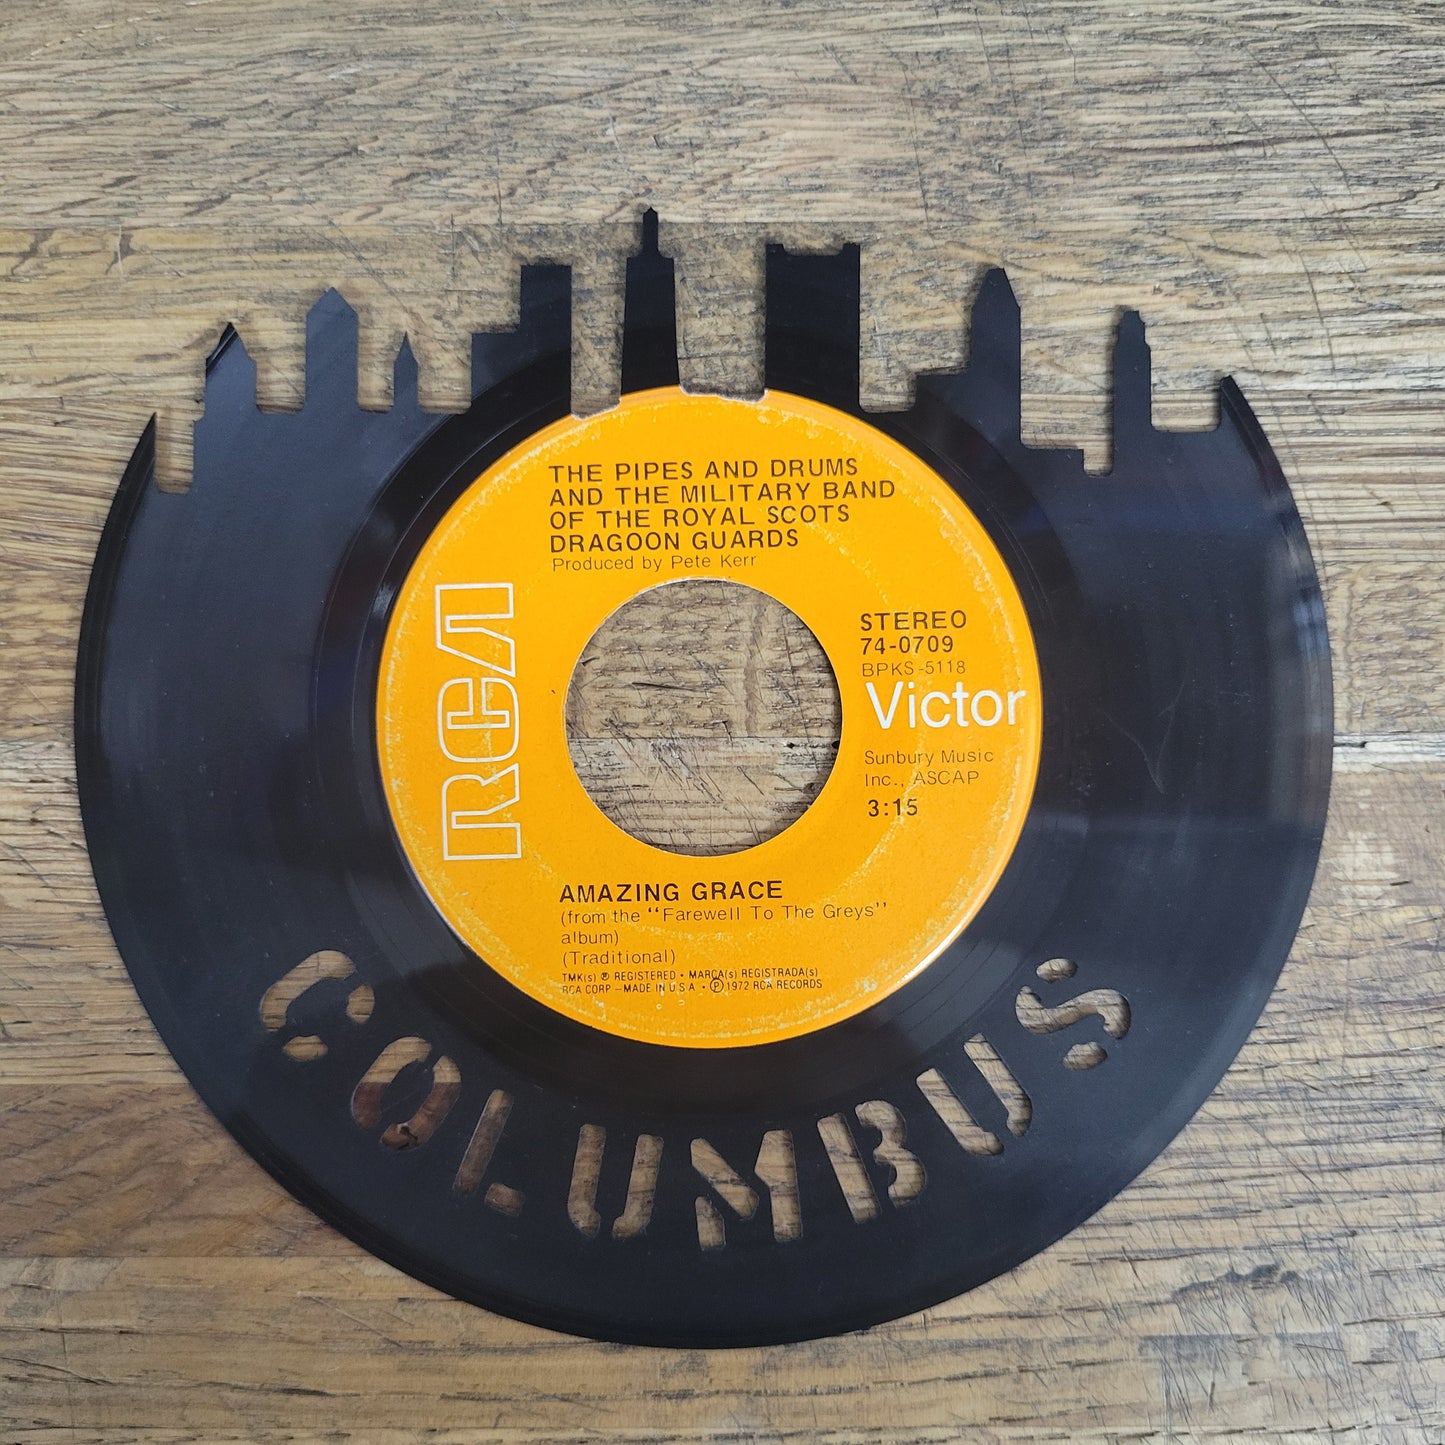 THE PIPES AND DRUMS
AND THE MILITARY BAND
OF THE ROYAL SCOTS
DRAGOON GUARDS
Produced by Pete Kerr
RCA
STEREO
74-0709
BPKS-5118
Victor
Sunbury Music
Inc., ASCAP
3:15
AMAZING GRACE
(from the "Farewell To The Greys"
album)
(Traditional)
TMK(s) ® REGISTERED • MARCA(s) REGISTRADA(s)
RCA CORP —MADE IN U S A • ℗ 1972 RCA RECORDS
COLUMBUS